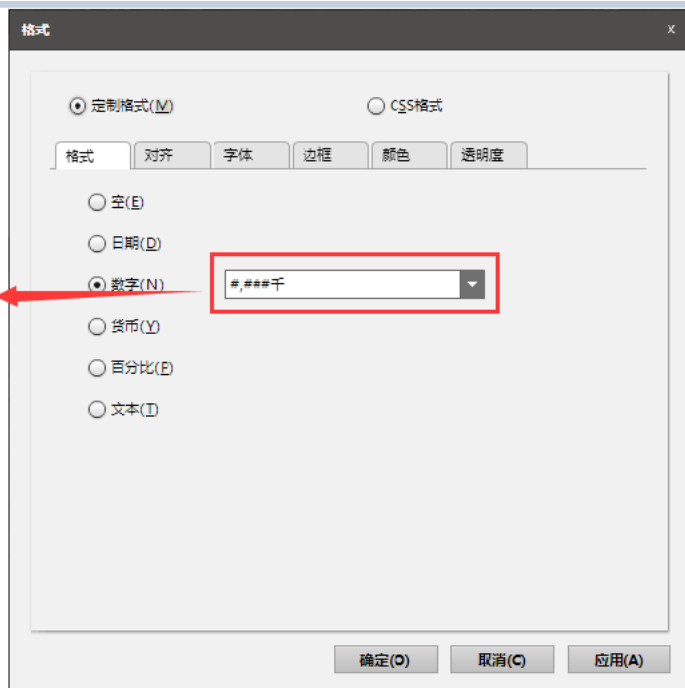 格式 x
定制格式(M) CSS格式
格式 对齐 字体 边框 颜色 透明度
空(E)
日期(D)
数字(N) #,###千
货币(Y)
百分比(P)
文本(T)
确定(O) 取消(C) 应用(A)